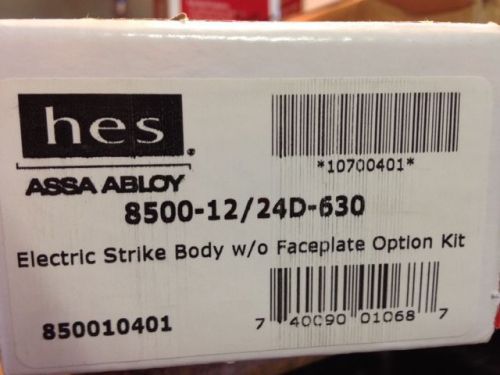 hes
ASSA ABLOY
*10700401*
8500-12/24D-630
Electric Strike Body w/o Faceplate Option Kit
850010401
7 40090 01068 7